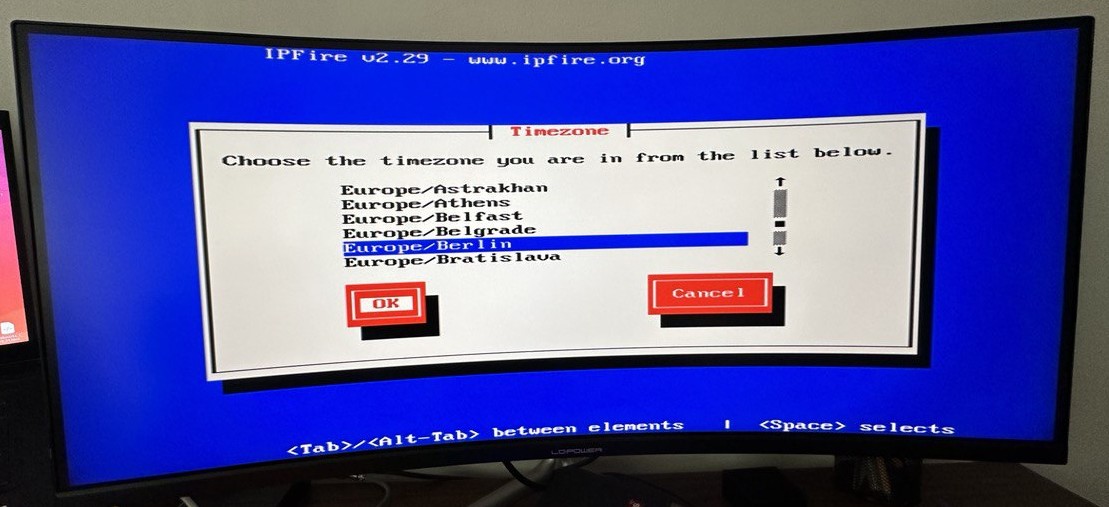 IPFire v2.29 - www.ipfire.org
Timezone
Choose the timezone you are in from the list below.
Europe/Astrakhan
Europe/Athens
Europe/Belfast
Europe/Belgrade
Europe/Berlin
Europe/Bratislava
OK
Cancel
<Tab>/<Alt-Tab> between elements | <Space> selects
LC-POWER